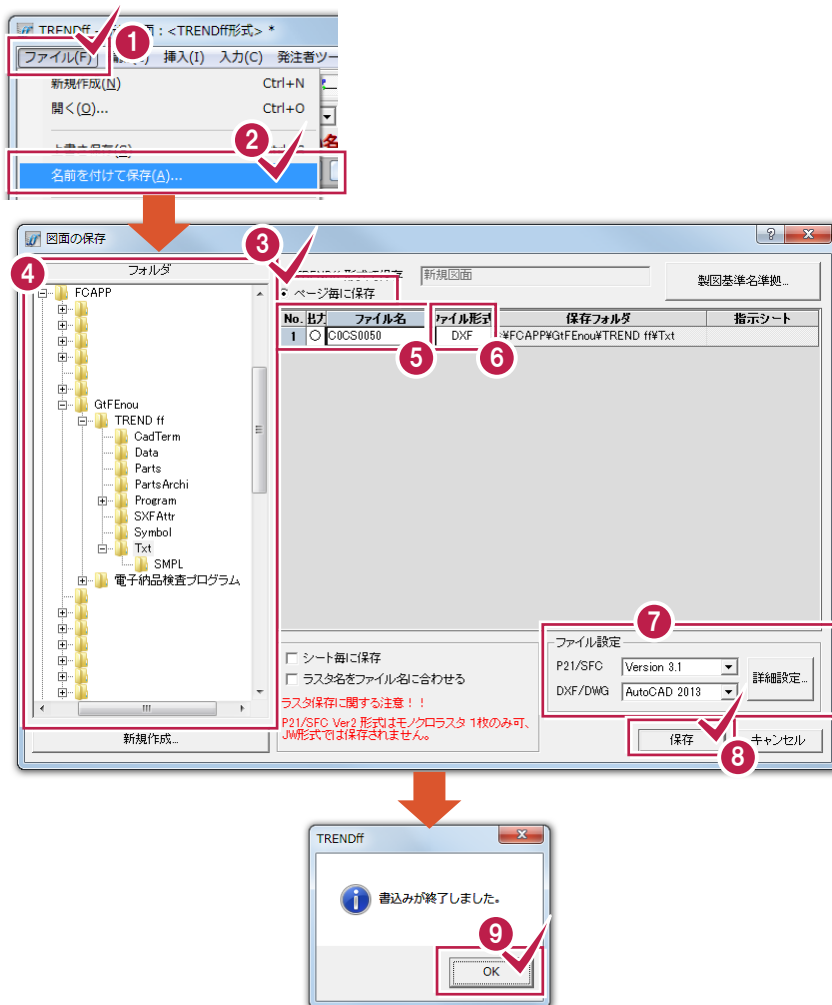 TRENDff - 新規図面 : <TRENDff形式> *
1
ファイル(F)
挿入(I) 入力(C) 発注者ツー
新規作成(N) Ctrl+N
開く(O)... Ctrl+O
2
名前を付けて保存(A)...
図面の保存
3
4
フォルダ
新規図面
製図基準名準拠...
ページ毎に保存
No. 出力 ファイル名 ファイル形式 保存フォルダ 指示シート
1 ○ C0CS0050 DXF :¥FCAPP¥GtFEnou¥TREND ff¥Txt
5
6
FCAPP
GtFEnou
TREND ff
CadTerm
Data
Parts
PartsArchi
Program
SXFAttr
Symbol
Txt
SMPL
電子納品検査プログラム
新規作成...
シート毎に保存
ラスタ名をファイル名に合わせる
ラスタ保存に関する注意！！
P21/SFC Ver2 形式はモノクロラスタ 1枚のみ可、
JW形式では保存されません。
7
ファイル設定
P21/SFC Version 3.1
DXF/DWG AutoCAD 2013
詳細設定...
保存 キャンセル
8
TRENDff
書込みが終了しました。
9
OK